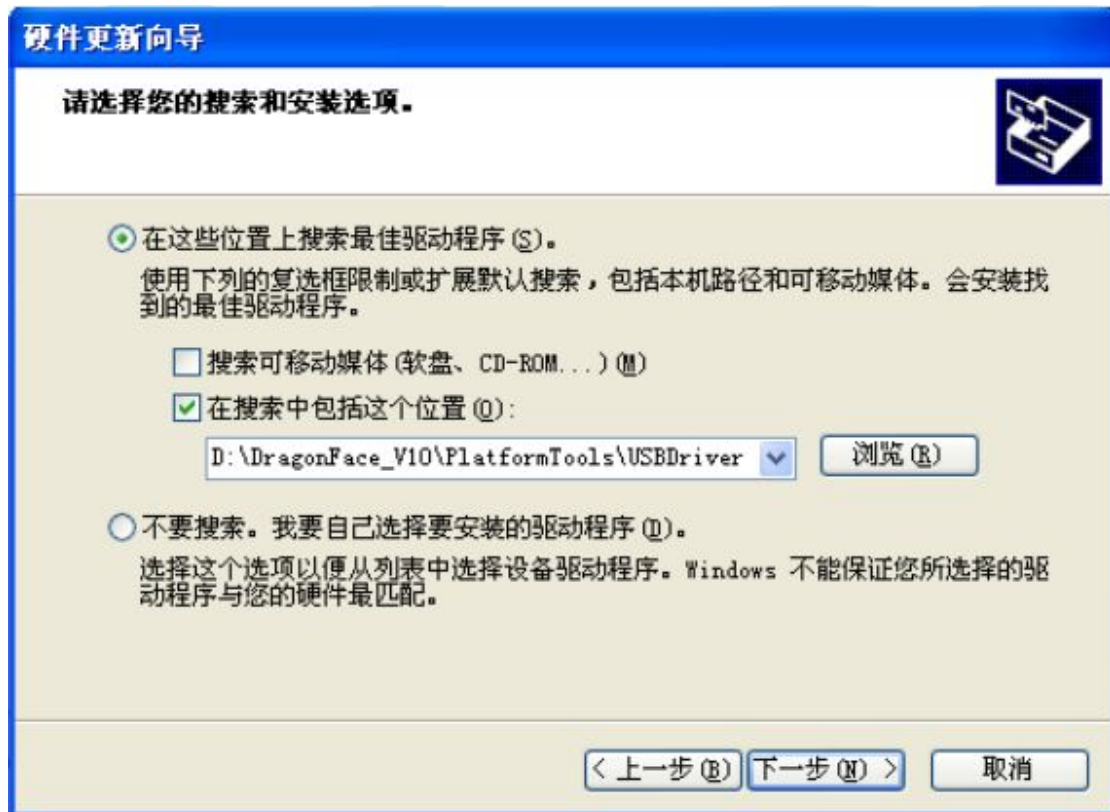 硬件更新向导
请选择您的搜索和安装选项。
在这些位置上搜索最佳驱动程序(S)。
使用下列的复选框限制或扩展默认搜索，包括本机路径和可移动媒体。会安装找
到的最佳驱动程序。
搜索可移动媒体(软盘、CD-ROM...)(M)
在搜索中包括这个位置(O):
D:\DragonFace_V10\PlatformTools\USBDriver
浏览(R)
不要搜索。我要自己选择要安装的驱动程序(D)。
选择这个选项以便从列表中选择设备驱动程序。Windows 不能保证您所选择的驱
动程序与您的硬件最匹配。
< 上一步(B) 下一步(N) > 取消